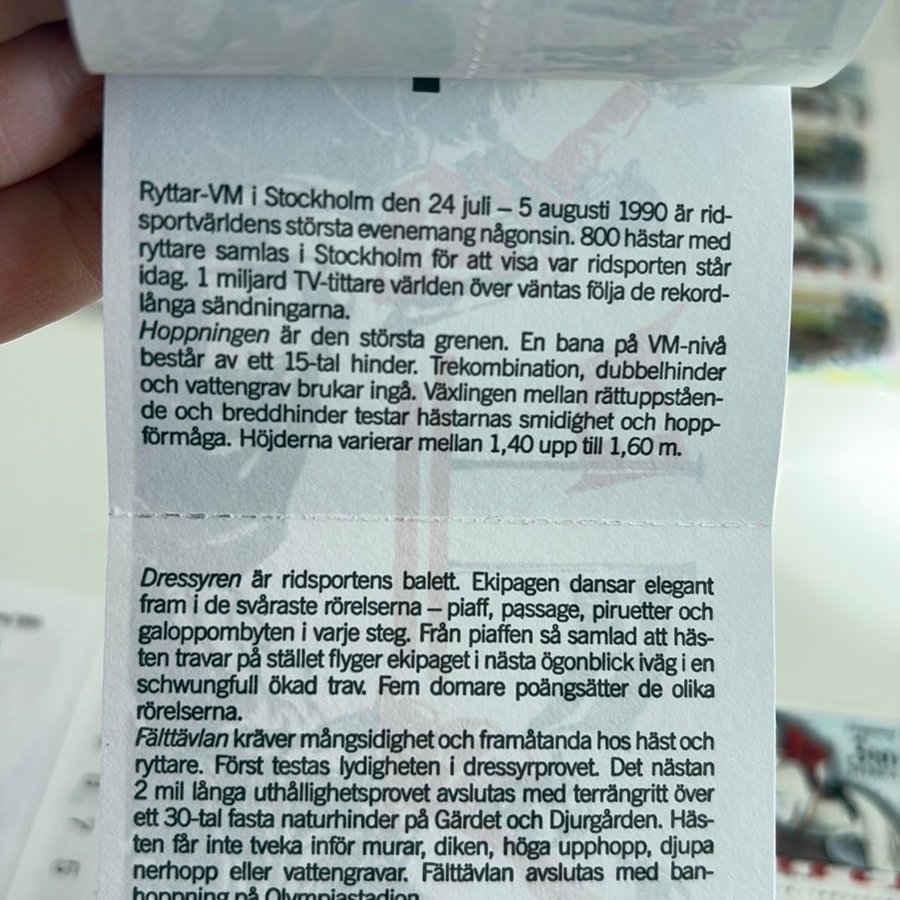 Ryttar-VM i Stockholm den 24 juli – 5 augusti 1990 är rid-
sportvärldens största evenemang någonsin. 800 hästar med
ryttare samlas i Stockholm för att visa var ridsporten står
idag. 1 miljard TV-tittare världen över väntas följa de rekord-
långa sändningarna.
Hoppningen är den största grenen. En bana på VM-nivå
består av ett 15-tal hinder. Trekombination, dubbelhinder
och vattengrav brukar ingå. Växlingen mellan rättuppståen-
de och breddhinder testar hästarnas smidighet och hopp-
förmåga. Höjderna varierar mellan 1,40 upp till 1,60 m.
Dressyren är ridsportens balett. Ekipagen dansar elegant
fram i de svåraste rörelserna – piaff, passage, piruetter och
galoppombyten i varje steg. Från piaffen så samlad att häs-
ten travar på stället flyger ekipaget i nästa ögonblick iväg i en
schwungfull ökad trav. Fem domare poängsätter de olika
rörelserna.
Fälttävlan kräver mångsidighet och framåtanda hos häst och
ryttare. Först testas lydigheten i dressyrprovet. Det nästan
2 mil långa uthållighetsprovet avslutas med terrängritt över
ett 30-tal fasta naturhinder på Gärdet och Djurgården. Häs-
ten får inte tveka inför murar, diken, höga upphopp, djupa
nerhopp eller vattengravar. Fälttävlan avslutas med ban-
hoppning på Olympiastadion.